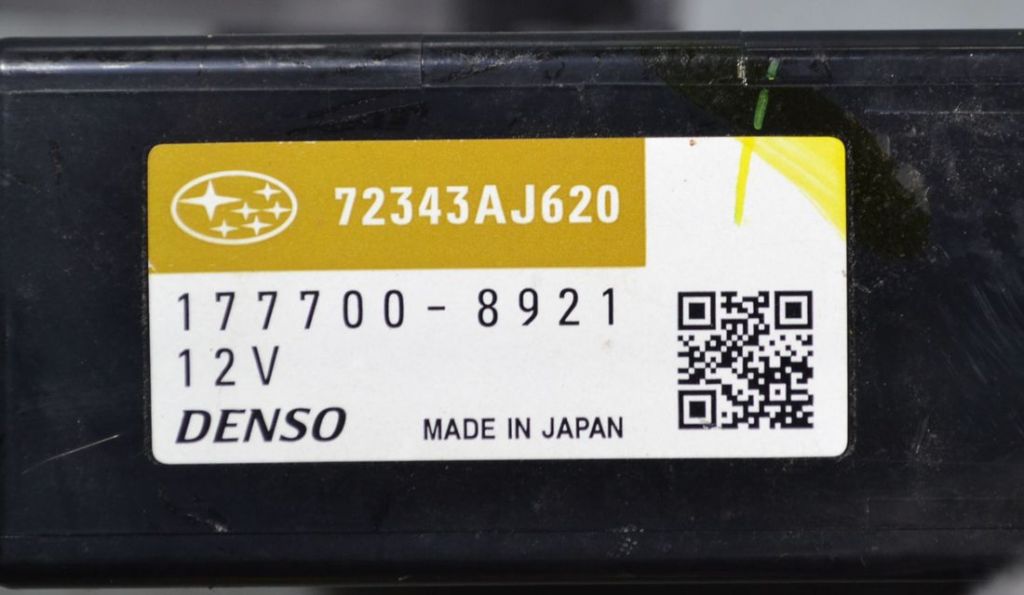 72343AJ620
177700-8921
12V
DENSO
MADE IN JAPAN